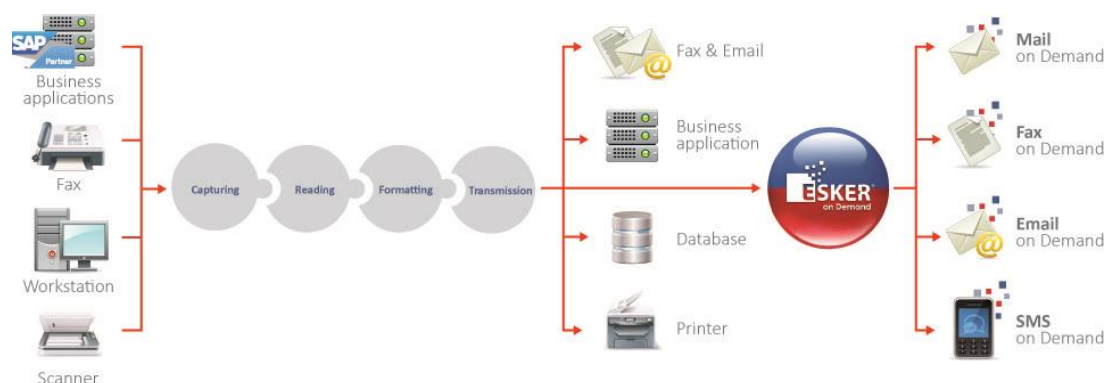 SAP
Partner
Business
applications
Fax
Workstation
Scanner
Capturing
Reading
Formatting
Transmission
Fax & Email
Business
application
Database
Printer
ESKER
on Demand
Mail
on Demand
Fax
on Demand
Email
on Demand
SMS
on Demand